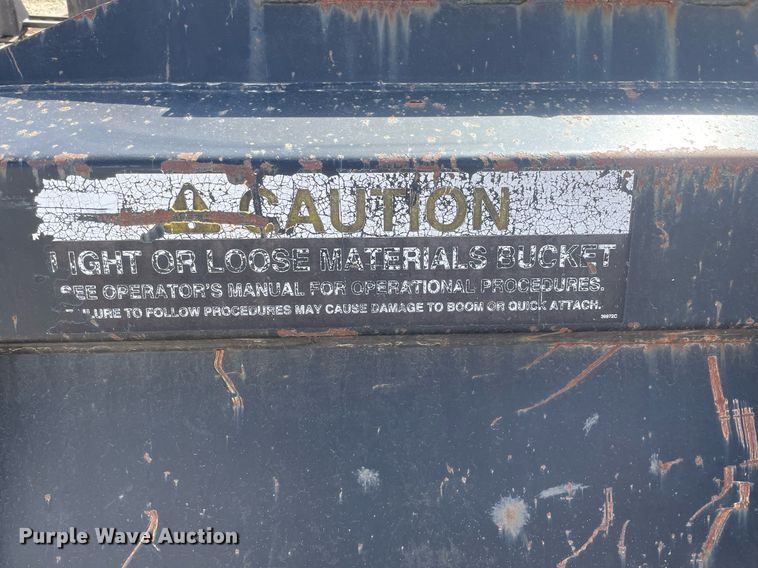 CAUTION
LIGHT OR LOOSE MATERIALS BUCKET
SEE OPERATOR'S MANUAL FOR OPERATIONAL PROCEDURES.
FAILURE TO FOLLOW PROCEDURES MAY CAUSE DAMAGE TO BOOM OR QUICK ATTACH.
39972C
Purple Wave Auction